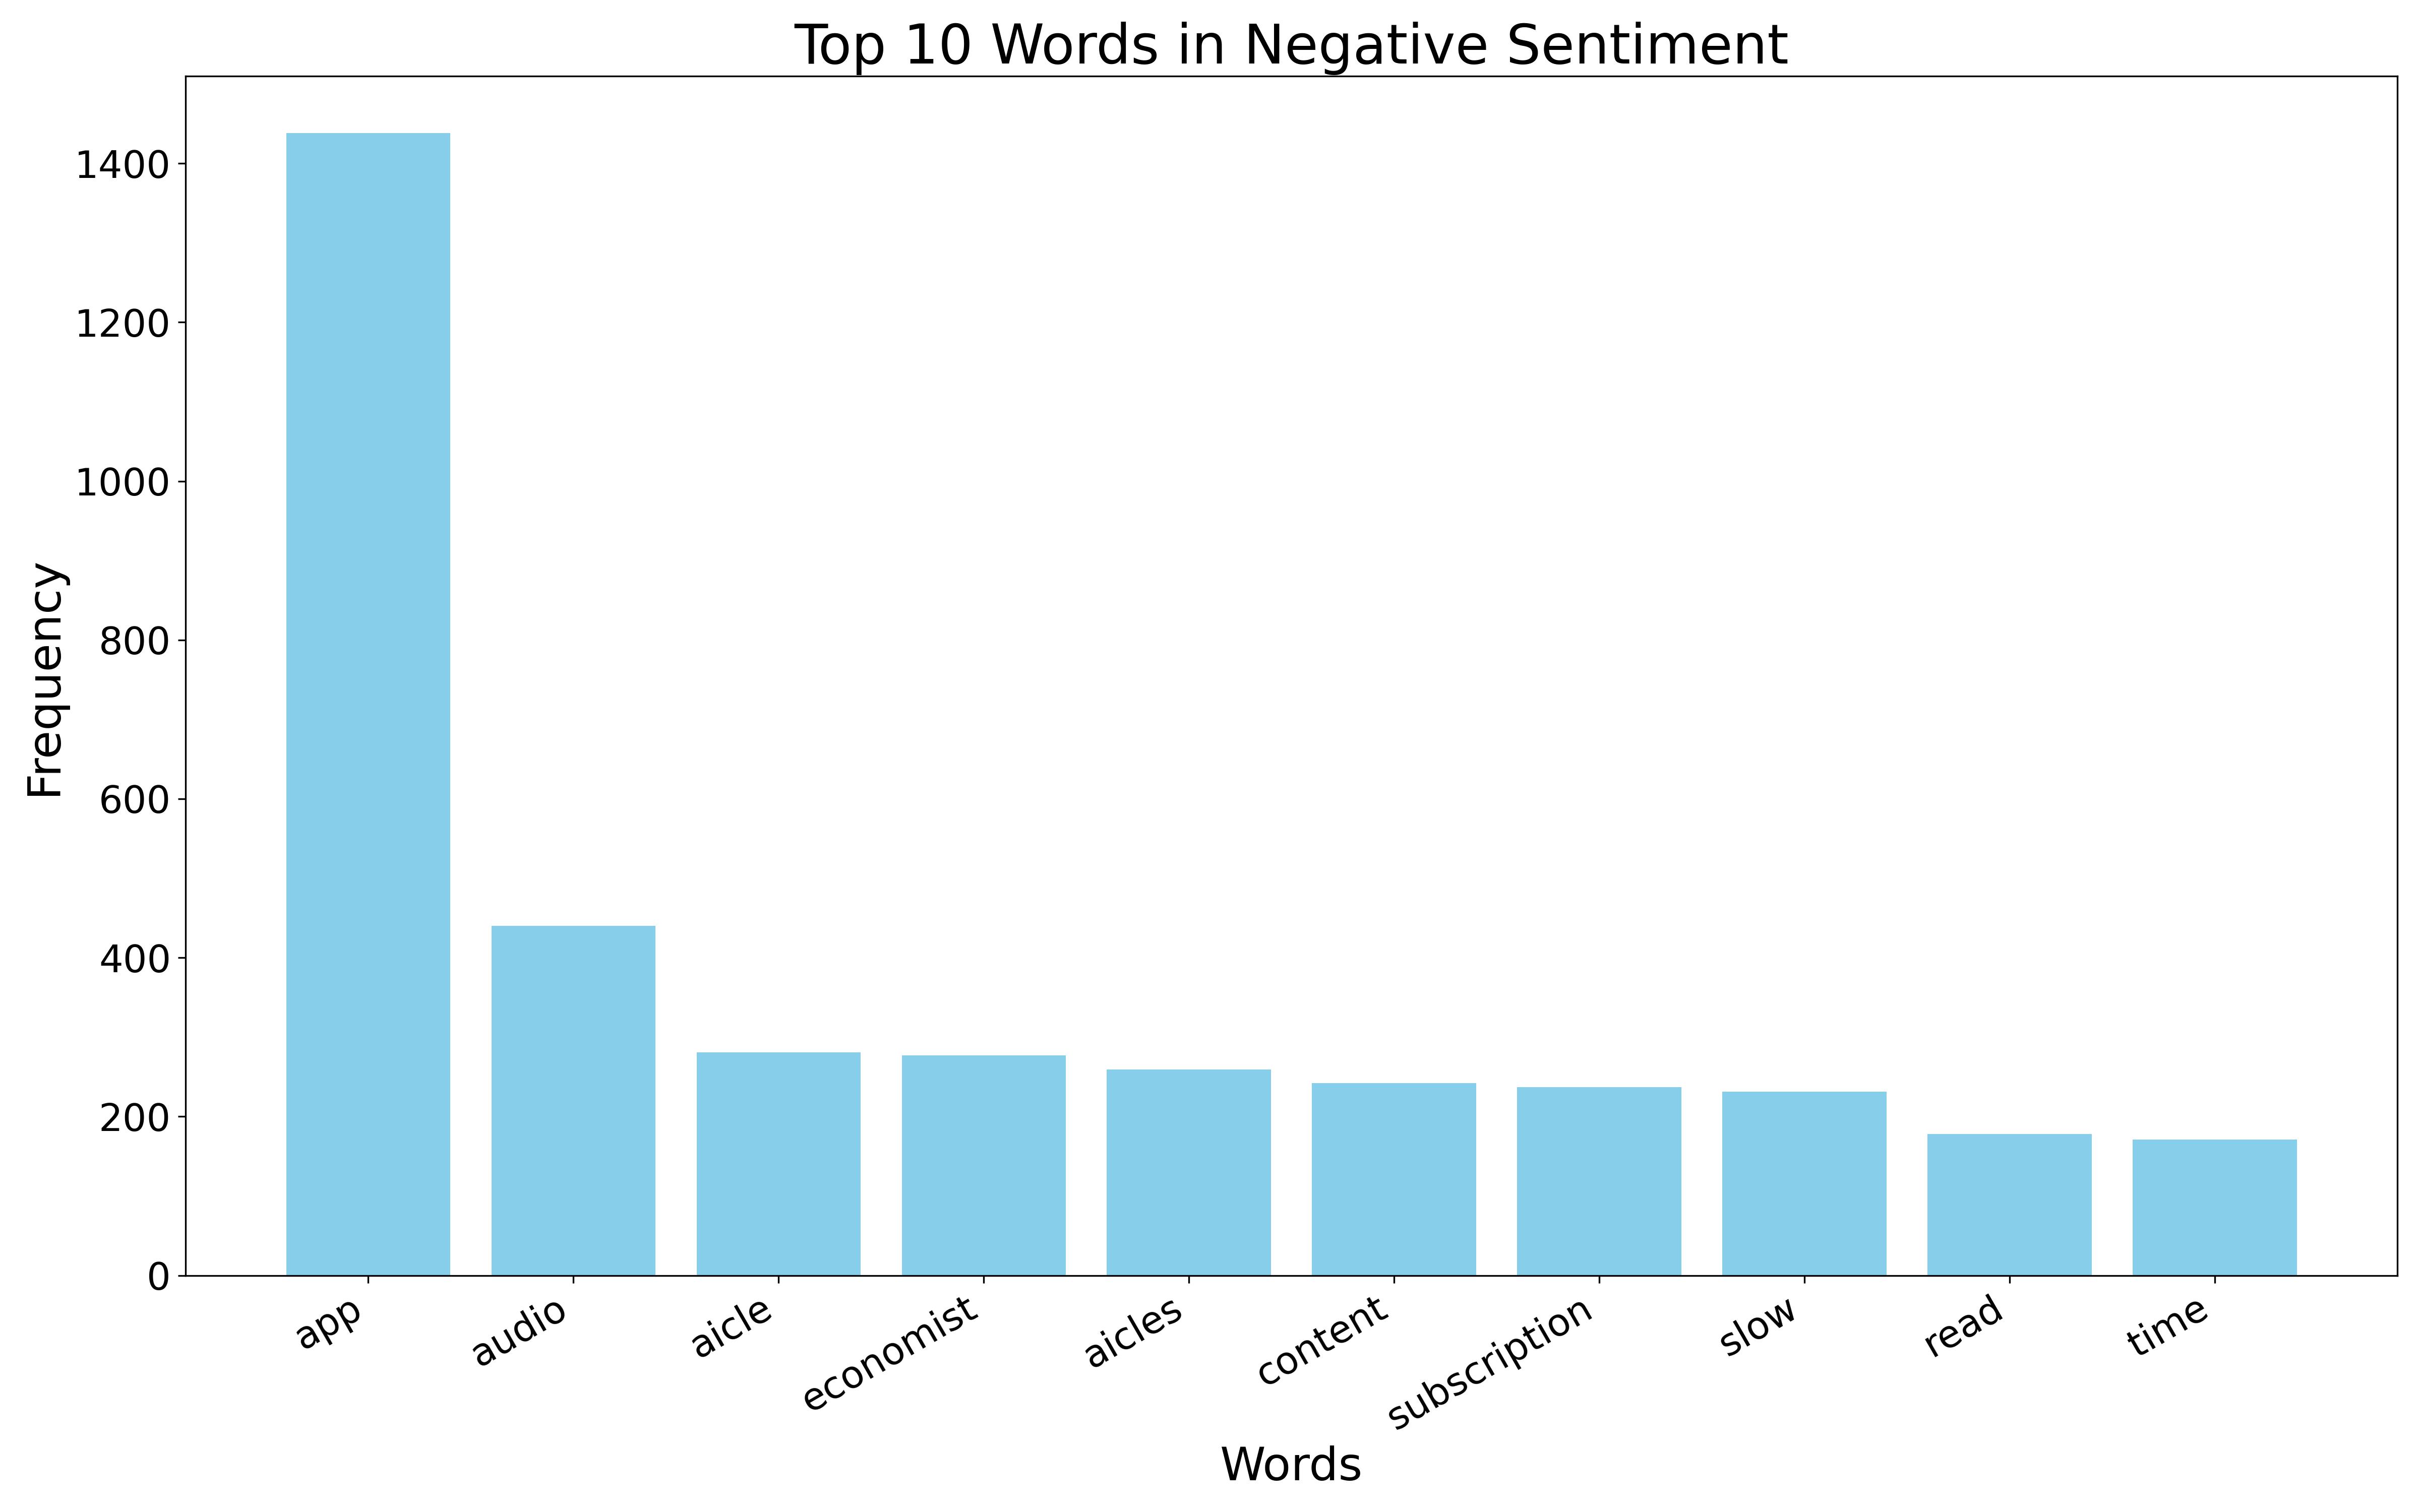 Top 10 Words in Negative Sentiment
Frequency
1400
1200
1000
800
600
400
200
0
app
audio
aicle
economist
aicles
content
subscription
slow
read
time
Words